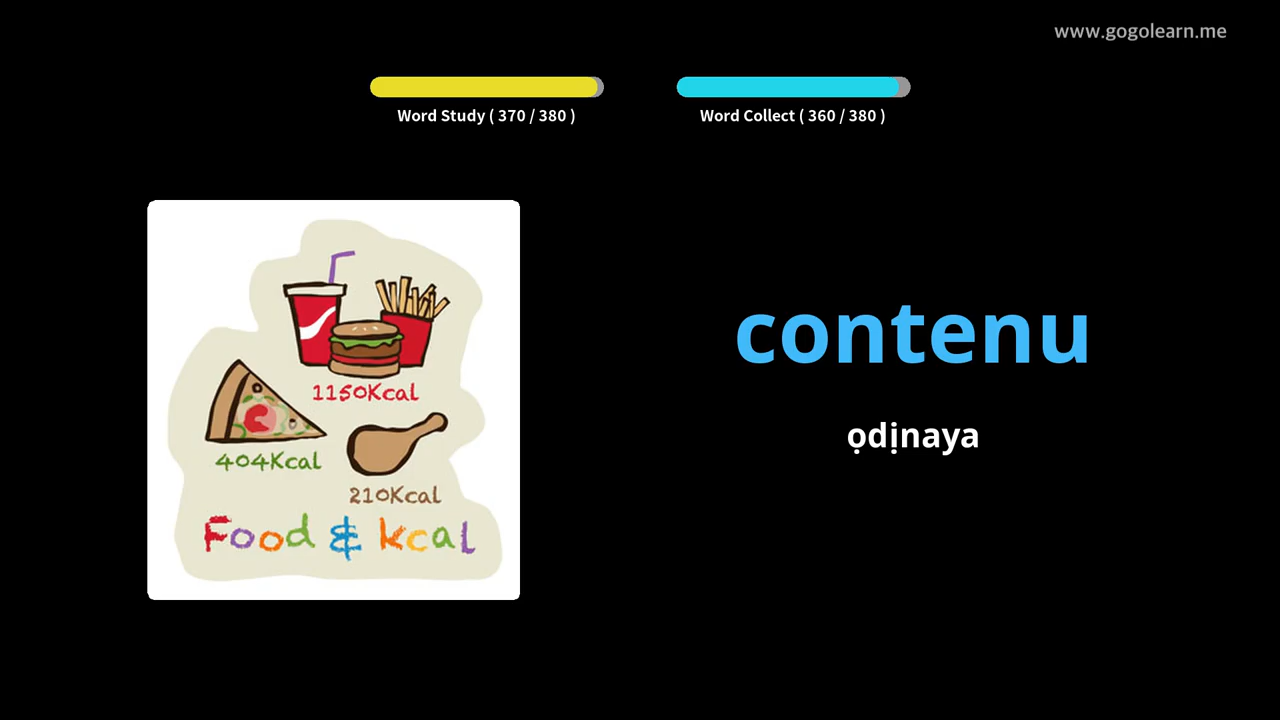 www.gogolearn.me
Word Study ( 370 / 380 )
Word Collect ( 360 / 380 )
1150Kcal
404Kcal
210Kcal
Food & kcal
contenu
ọdịnaya